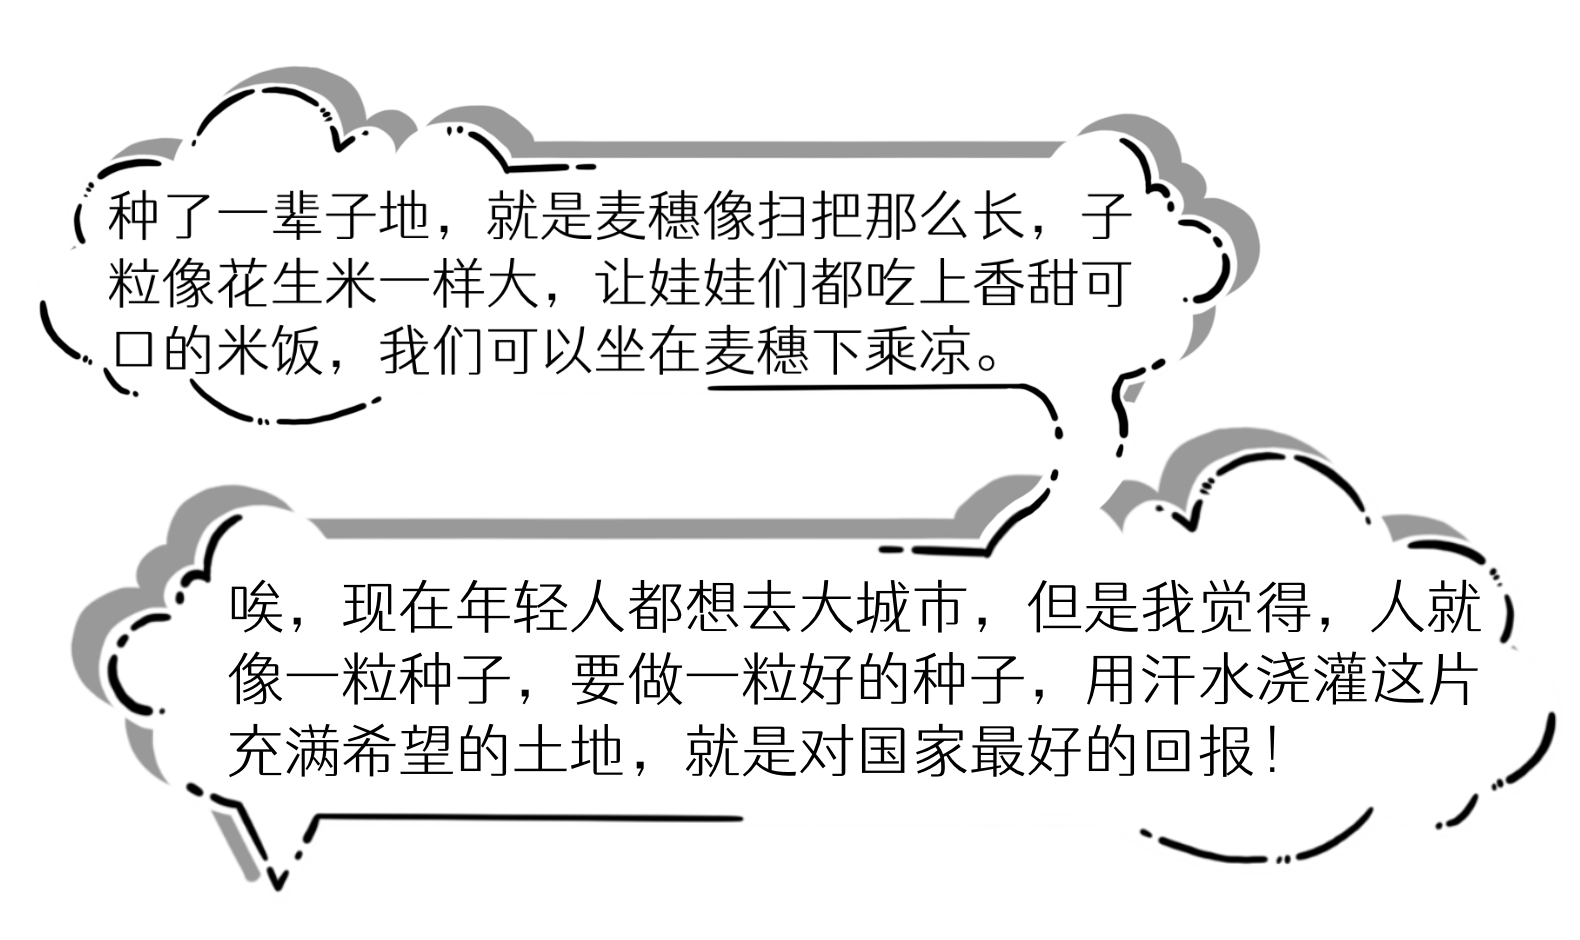 种了一辈子地，就是麦穗像扫把那么长，子
粒像花生米一样大，让娃娃们都吃上香甜可
口的米饭，我们可以坐在麦穗下乘凉。
唉，现在年轻人都想去大城市，但是我觉得，人就
像一粒种子，要做一粒好的种子，用汗水浇灌这片
充满希望的土地，就是对国家最好的回报！